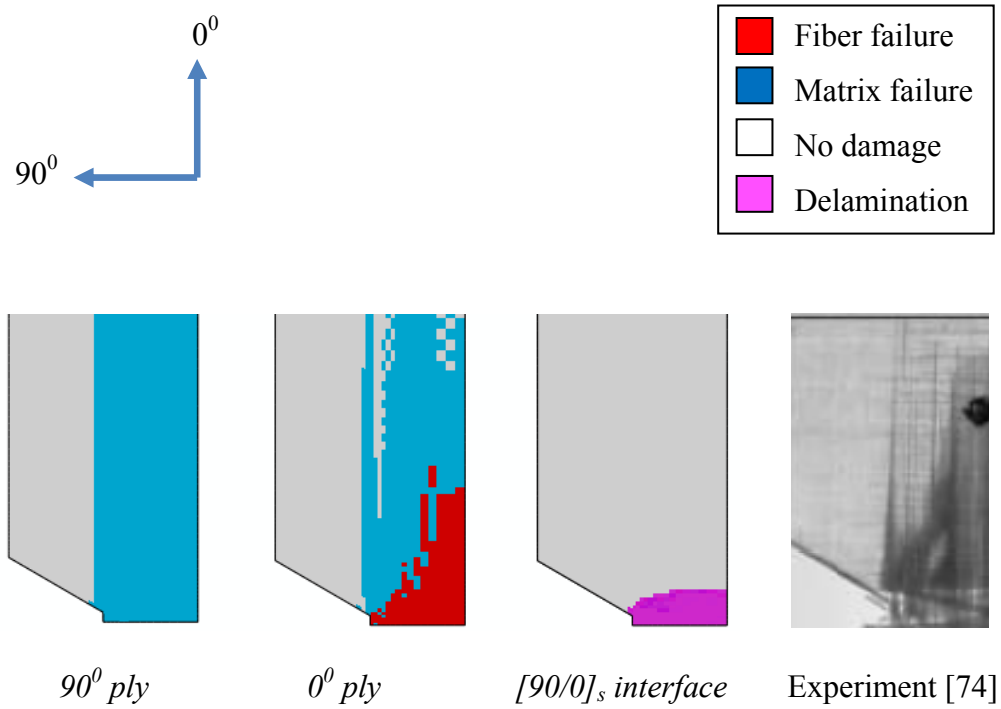 0⁰
90⁰
Fiber failure
Matrix failure
No damage
Delamination
90⁰ ply
0⁰ ply
[90/0]ₛ interface
Experiment [74]